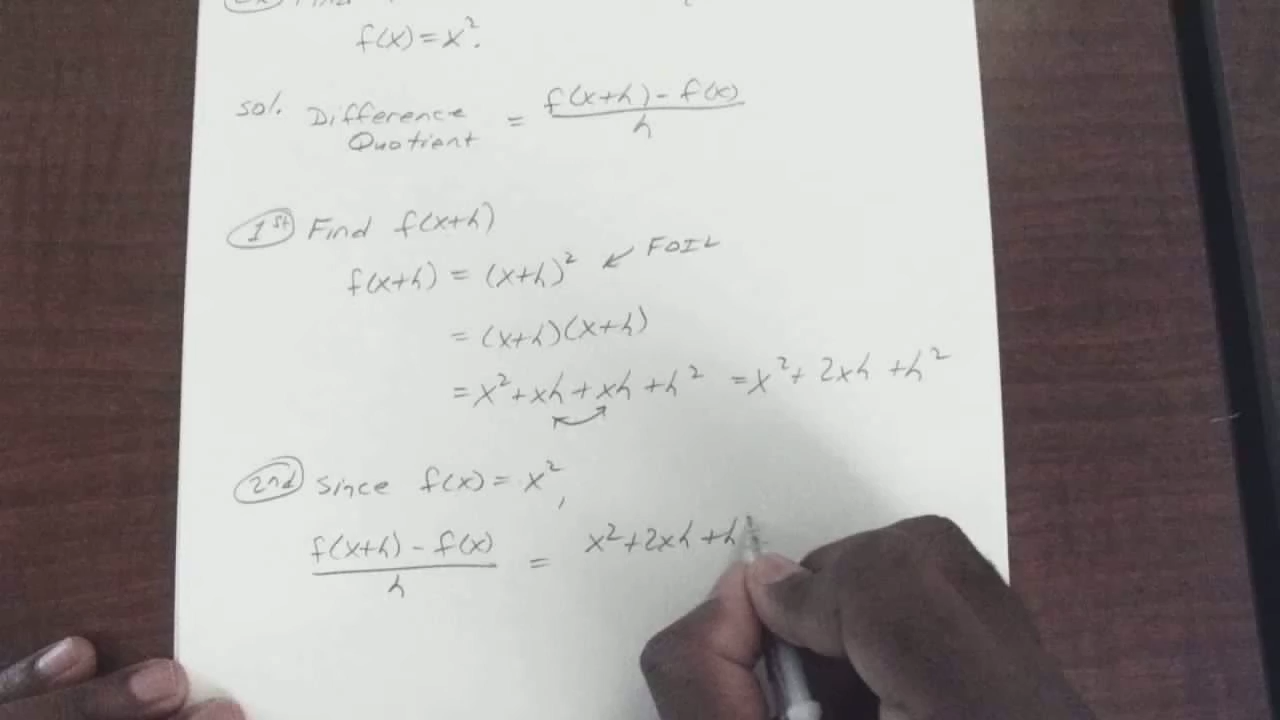 f(x) = x².
sol. Difference Quotient = f(x+h) - f(x) / h
1st Find f(x+h)
f(x+h) = (x+h)² ↙ FOIL
= (x+h)(x+h)
= x² + xh + xh + h² = x² + 2xh + h²
2nd Since f(x) = x²,
f(x+h) - f(x) / h = x² + 2xh + h